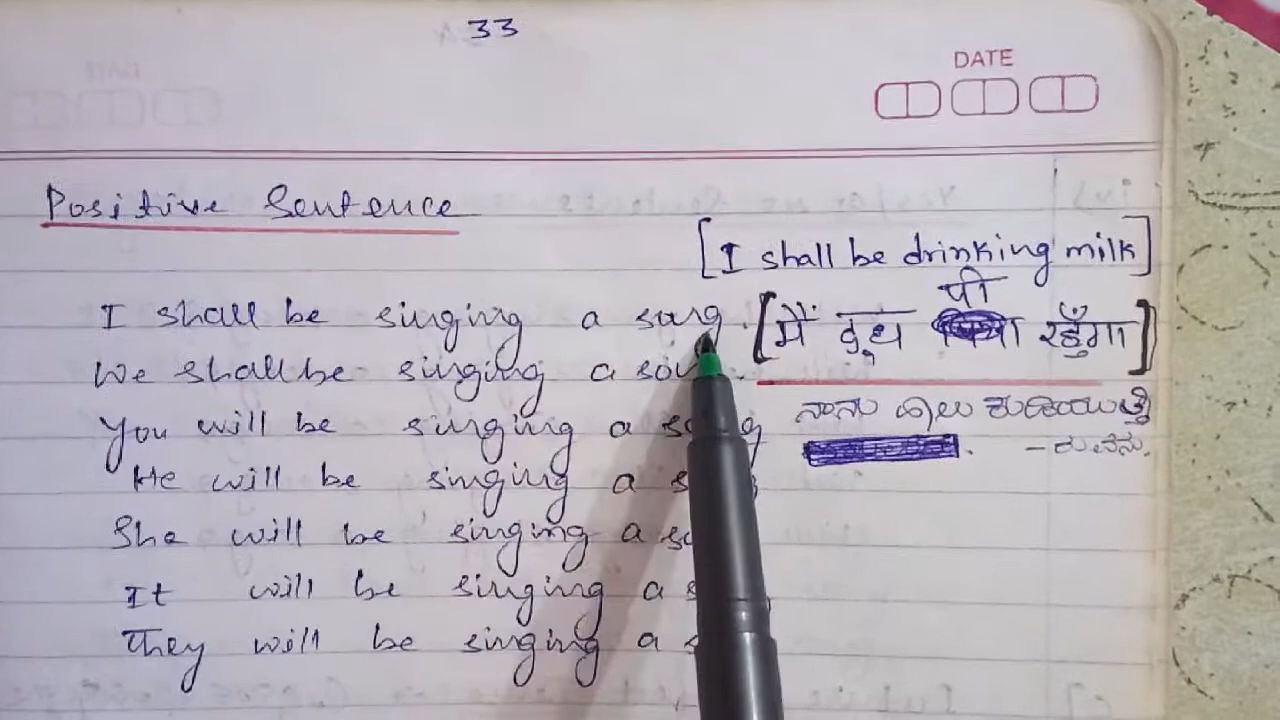 33
DATE
Positive Sentence
[I shall be drinking milk]
I shall be singing a song. [मैं दुध पी रहुँगा]
We shall be singing a
You will be singing a
ನಾನು ಹಾಲು ಕುಡಿಯುತ್ತಿ
-ರುವೆನು.
He will be singing a
She will be singing a
It will be singing a
They will be singing a